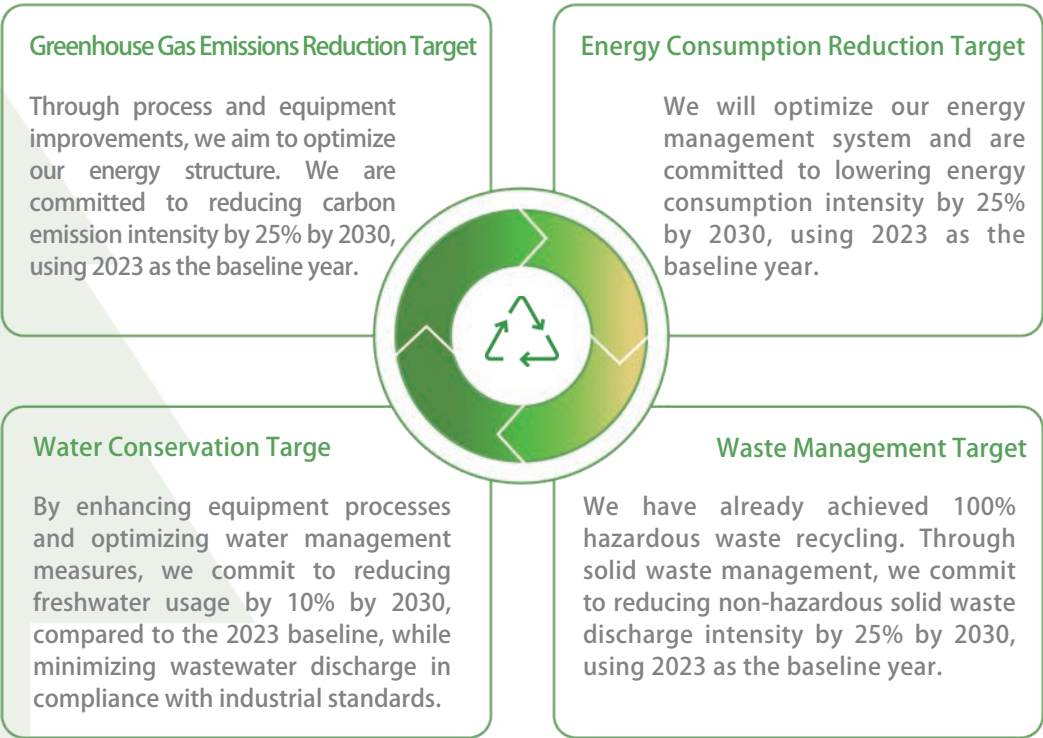 Greenhouse Gas Emissions Reduction Target
Through process and equipment
improvements, we aim to optimize
our energy structure. We are
committed to reducing carbon
emission intensity by 25% by 2030,
using 2023 as the baseline year.
Energy Consumption Reduction Target
We will optimize our energy
management system and are
committed to lowering energy
consumption intensity by 25%
by 2030, using 2023 as the
baseline year.
Water Conservation Targe
By enhancing equipment processes
and optimizing water management
measures, we commit to reducing
freshwater usage by 10% by 2030,
compared to the 2023 baseline, while
minimizing wastewater discharge in
compliance with industrial standards.
Waste Management Target
We have already achieved 100%
hazardous waste recycling. Through
solid waste management, we commit
to reducing non-hazardous solid waste
discharge intensity by 25% by 2030,
using 2023 as the baseline year.